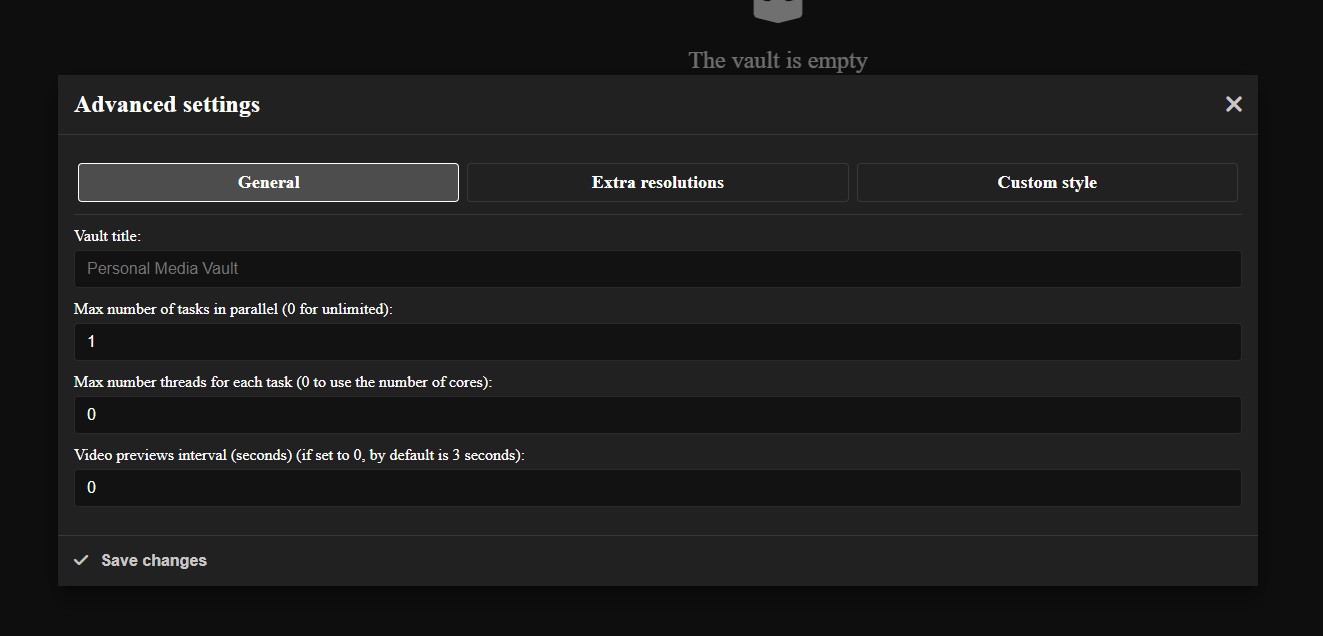 The vault is empty
Advanced settings
General
Extra resolutions
Custom style
Vault title:
Personal Media Vault
Max number of tasks in parallel (0 for unlimited):
1
Max number threads for each task (0 to use the number of cores):
0
Video previews interval (seconds) (if set to 0, by default is 3 seconds):
0
Save changes